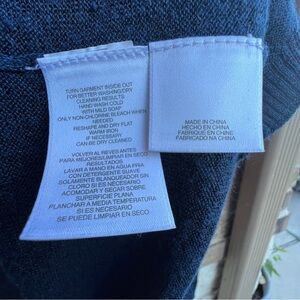 TURN GARMENT INSIDE OUT
FOR BETTER WASHING/DRY
CLEANING RESULTS
HAND WASH COLD
WITH MILD SOAP
ONLY NON-CHLORINE BLEACH WHEN
NEEDED
RESHAPE AND DRY FLAT
WARM IRON
IF NECESSARY
CAN BE DRY CLEANED
VOLVER AL REVES ANTES
PARA MEJORES/LIMPIAR EN SECO
RESULTADOS
LAVAR A MANO EN AGUA FRIA
CON DETERGENTE SUAVE
SOLAMENTE BLANQUEADOR SIN
CLORO SI ES NECESARIO
ACOMODAR Y SECAR SOBRE
SUPERFICIE PLANA
PLANCHAR A MEDIA TEMPERATURA
SI ES NECESARIO
SE PUEDE LIMPIAR EN SECO
MADE IN CHINA
HECHO EN CHINA
FABRIQUE EN CHINE
FABRICADO NA CHINA